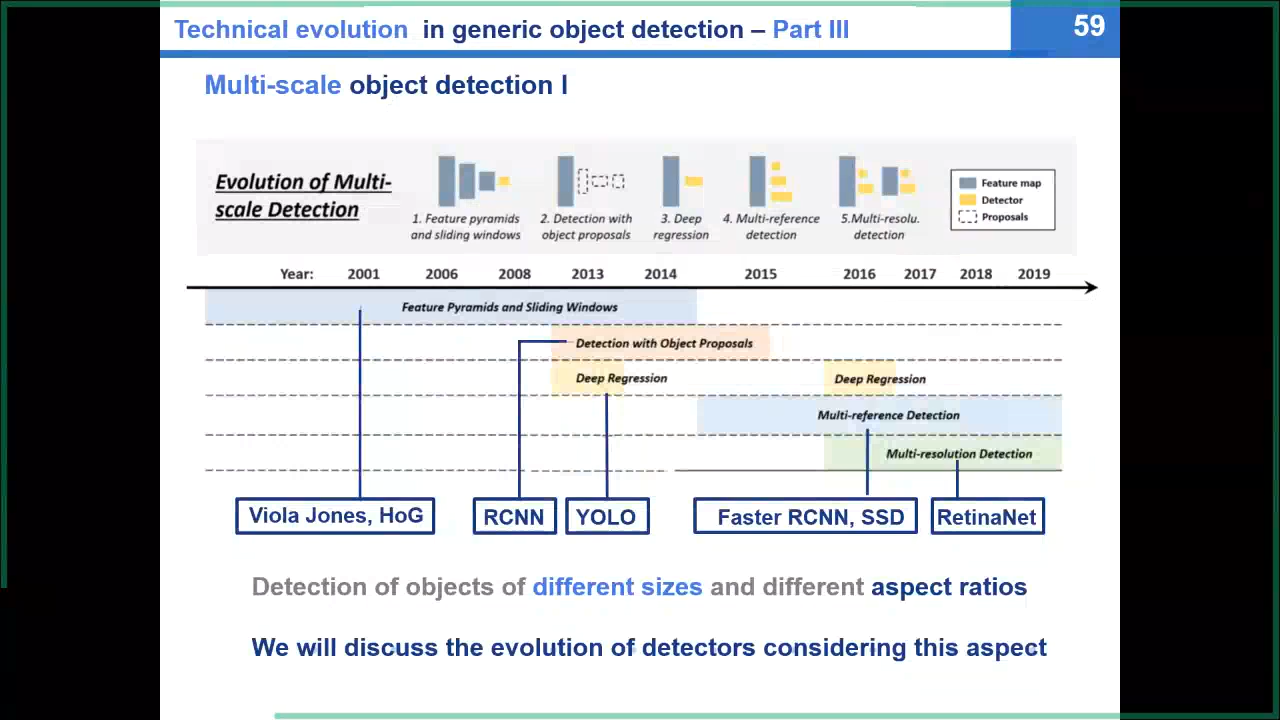 Technical evolution in generic object detection – Part III
59
Multi-scale object detection I
Evolution of Multi-
scale Detection
1. Feature pyramids
and sliding windows
2. Detection with
object proposals
3. Deep
regression
4. Multi-reference
detection
5.Multi-resolu.
detection
Feature map
Detector
Proposals
Year: 2001 2006 2008 2013 2014 2015 2016 2017 2018 2019
Feature Pyramids and Sliding Windows
Detection with Object Proposals
Deep Regression Deep Regression
Multi-reference Detection
Multi-resolution Detection
Viola Jones, HoG RCNN YOLO Faster RCNN, SSD RetinaNet
Detection of objects of different sizes and different aspect ratios
We will discuss the evolution of detectors considering this aspect